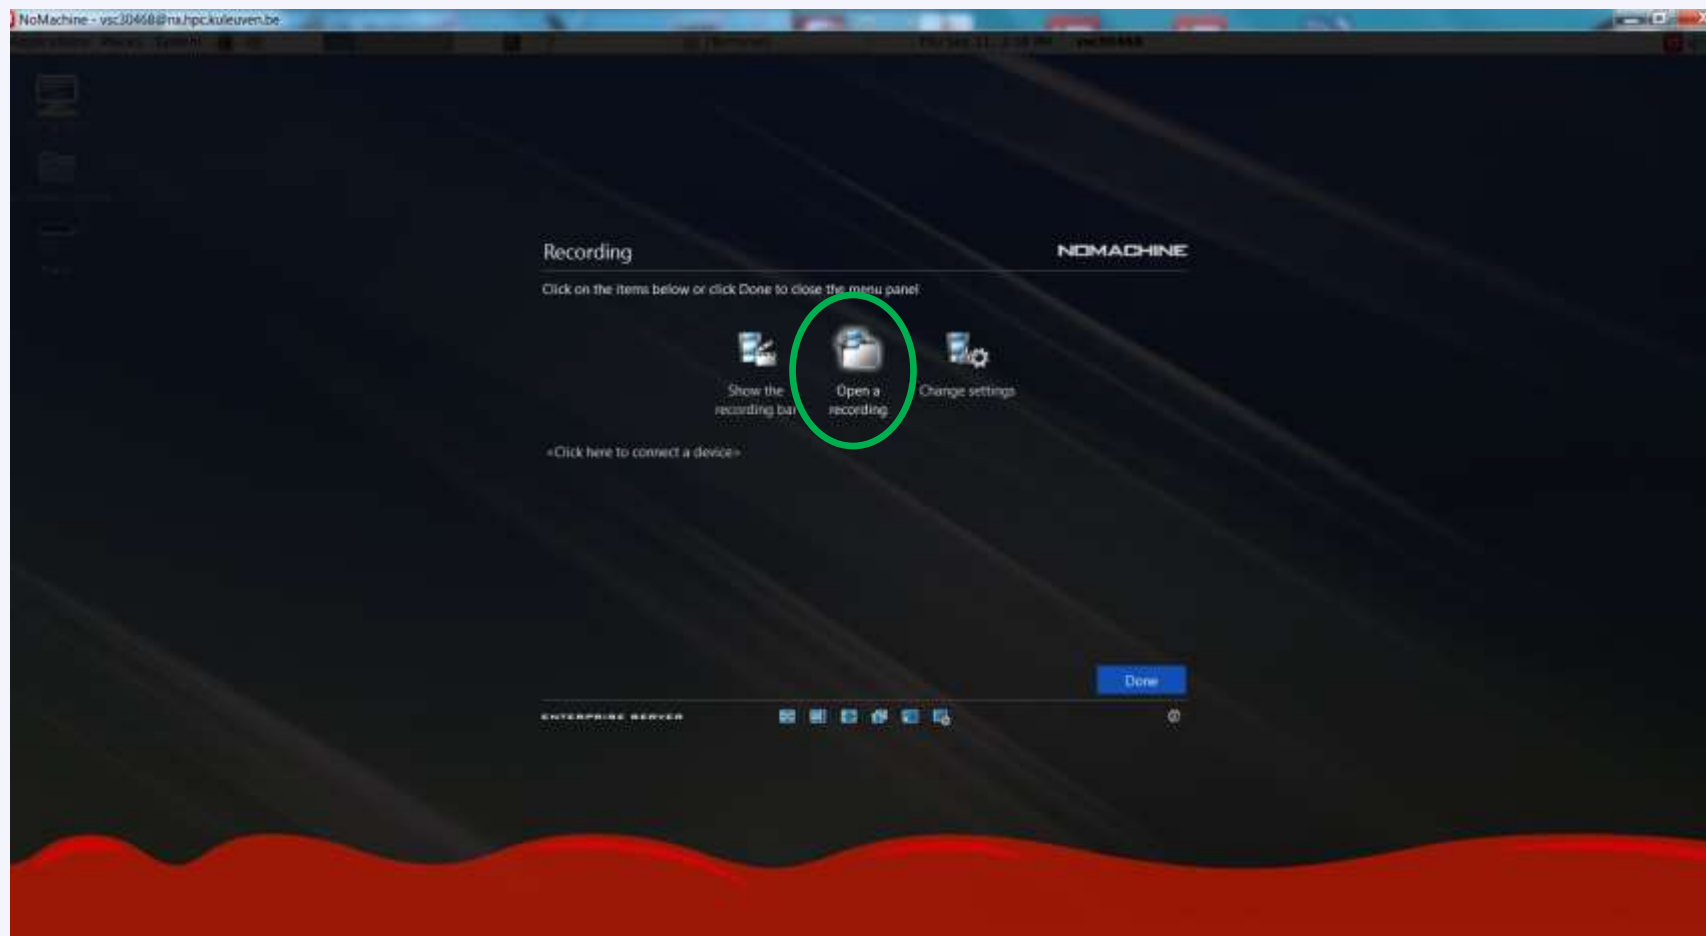 NoMachine - vsc30468@nx.hpc.kuleuven.be
Recording
NOMACHINE
Click on the items below or click Done to close the menu panel
Show the
recording bar
Open a
recording
Change settings
<Click here to connect a device>
Done
ENTERPRISE SERVER